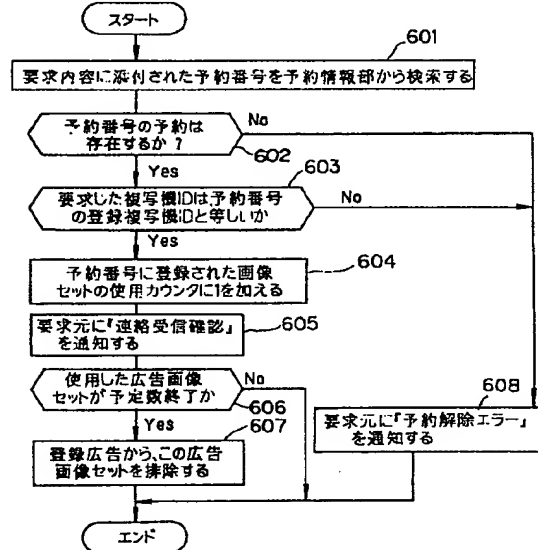 スタート
601
要求内容に添付された予約番号を予約情報部から検索する
予約番号の予約は
存在するか?
No
602
Yes
603
要求した複写機IDは予約番号
の登録複写機IDと等しいか
No
Yes
予約番号に登録された画像
セットの使用カウンタに1を加える
604
要求元に『連絡受信確認』
を通知する
605
使用した広告画像
セットが予定数終了か
No
606
Yes
607
登録広告から、この広告
画像セットを排除する
608
要求元に『予約解除エラー』
を通知する
エンド